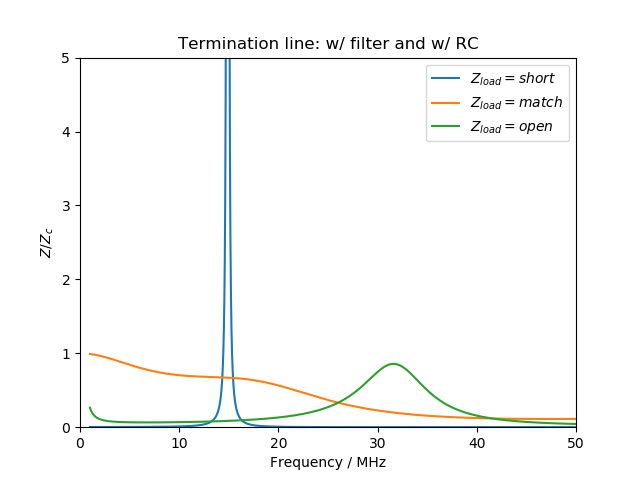 Termination line: w/ filter and w/ RC
Z_load = short
Z_load = match
Z_load = open
Z/Z_c
5
4
3
2
1
0
0 10 20 30 40 50
Frequency / MHz